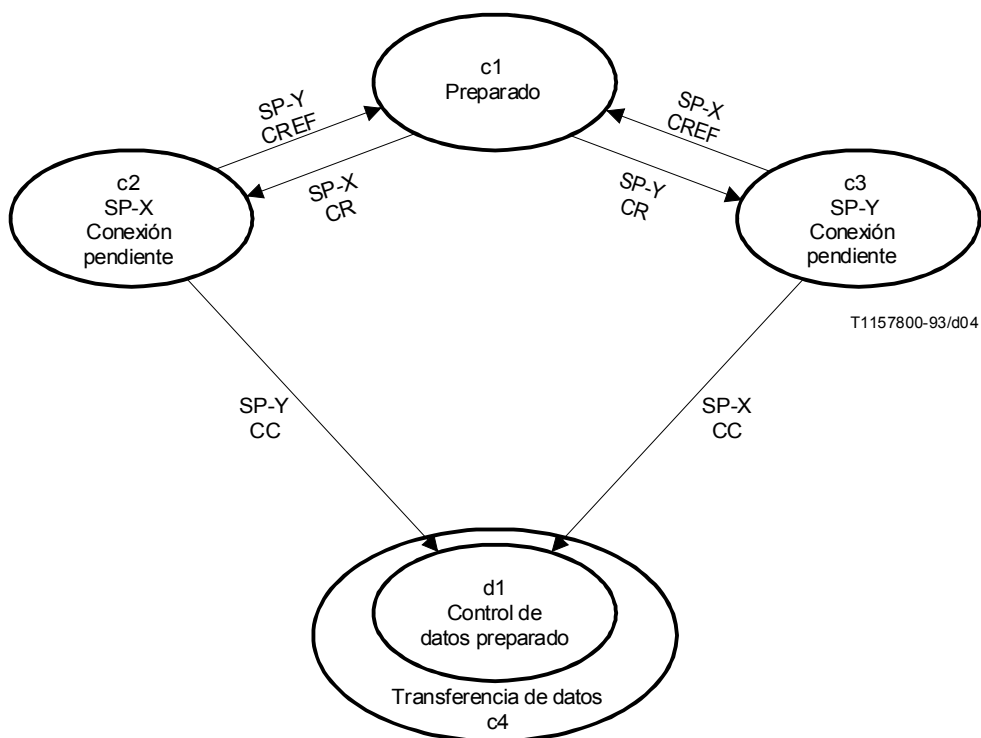 c1
Preparado
SP-Y
CREF
SP-X
CR
SP-X
CREF
SP-Y
CR
c2
SP-X
Conexión
pendiente
c3
SP-Y
Conexión
pendiente
T1157800-93/d04
SP-Y
CC
SP-X
CC
d1
Control de
datos preparado
Transferencia de datos
c4